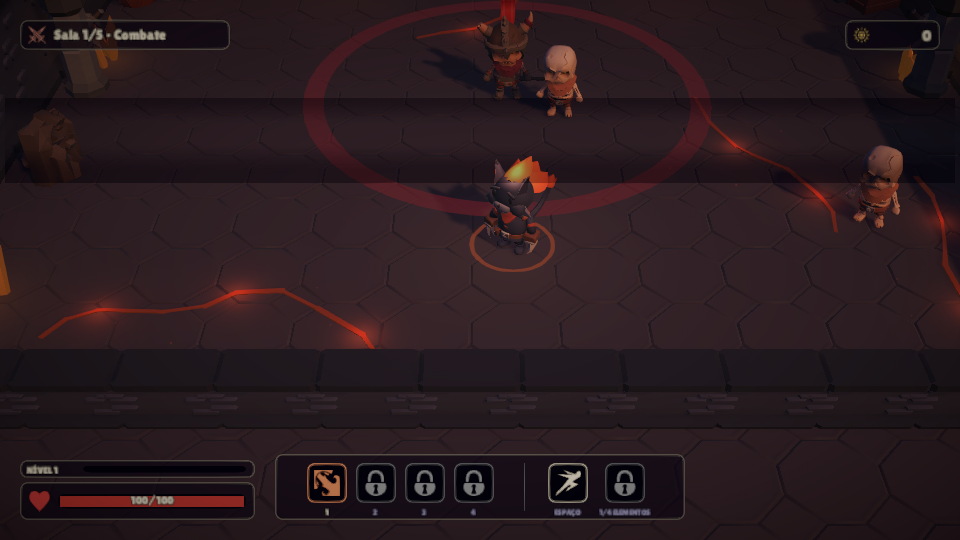 Sala 1/5 · Combate
0
NÍVEL 1
100/100
1
2
3
4
ESPAÇO
1/4 ELEMENTOS